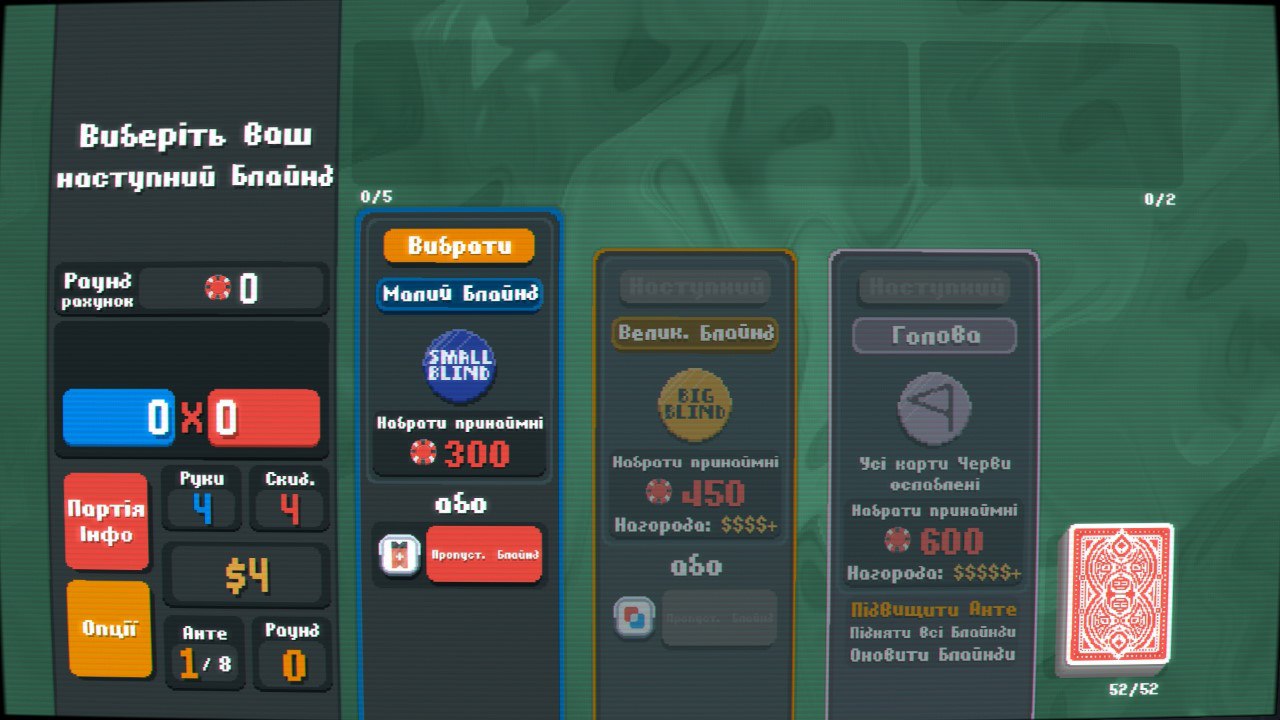 Виберіть Ваш
наступний Блайнд
Раунд
рахунок
0
0 X 0
Партія
Інфо
Руки
4
Скид.
4
$4
Опції
Анте
1 / 8
Раунд
0
0/5
0/2
Вибрати
Малий Блайнд
SMALL
BLIND
Набрати принаймні
300
або
Пропуст. Блайнд
Наступний
Велик. Блайнд
BIG
BLIND
Набрати принаймні
450
Нагорода: $$$$+
або
Пропуст. Блайнд
Наступний
Голова
Усі карти Черви
ослаблені
Набрати принаймні
600
Нагорода: $$$$$+
Підвищити Анте
Підняти Всі Блайнди
Оновити Блайнди
52/52